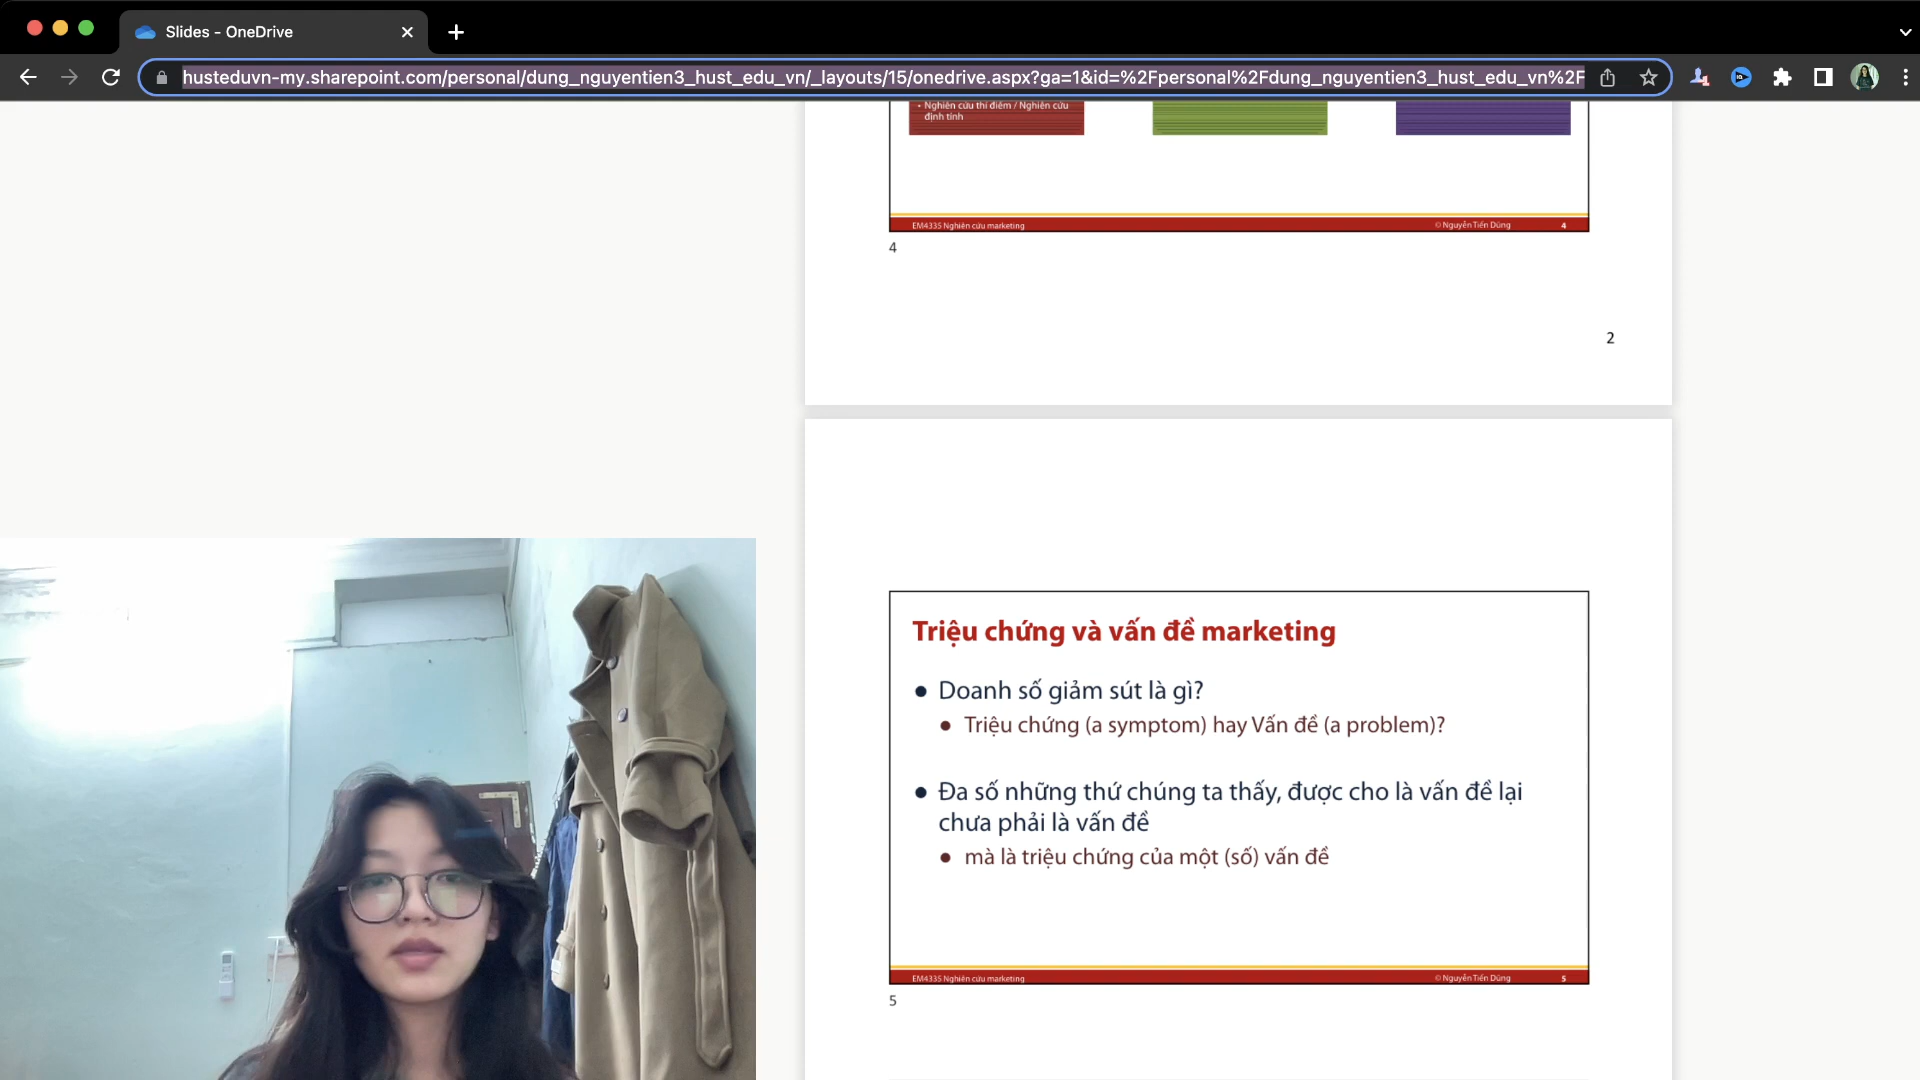 Slides - OneDrive
husteduvn-my.sharepoint.com/personal/dung_nguyentien3_hust_edu_vn/_layouts/15/onedrive.aspx?ga=1&id=%2Fpersonal%2Fdung_nguyentien3_hust_edu_vn%2F
• Nghiên cứu thí điểm / Nghiên cứu
định tính
EM4335 Nghiên cứu marketing © Nguyễn Tiến Dũng 4
4
2
Triệu chứng và vấn đề marketing
● Doanh số giảm sút là gì?
● Triệu chứng (a symptom) hay Vấn đề (a problem)?
● Đa số những thứ chúng ta thấy, được cho là vấn đề lại
chưa phải là vấn đề
● mà là triệu chứng của một (số) vấn đề
EM4335 Nghiên cứu marketing © Nguyễn Tiến Dũng 5
5